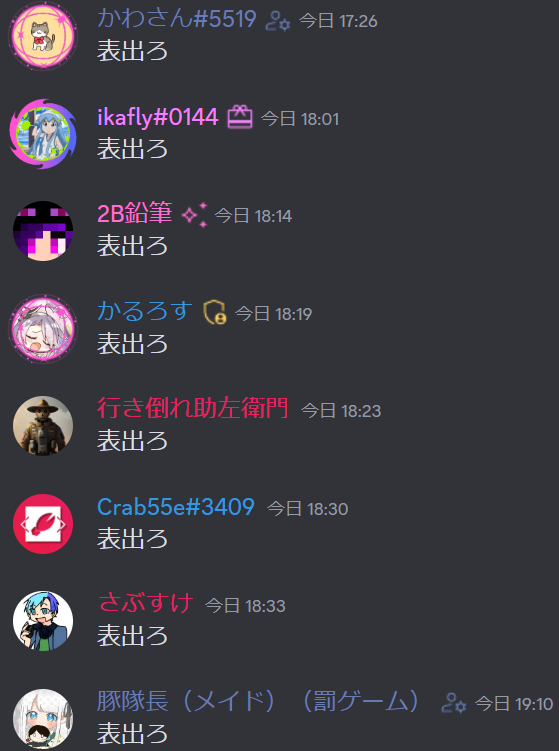 かわさん#5519 今日 17:26
表出ろ
ikafly#0144 今日 18:01
表出ろ
2B鉛筆 今日 18:14
表出ろ
かるろす 今日 18:19
表出ろ
行き倒れ助左衛門 今日 18:23
表出ろ
Crab55e#3409 今日 18:30
表出ろ
さぶすけ 今日 18:33
表出ろ
豚隊長（メイド）（罰ゲーム） 今日 19:10
表出ろ